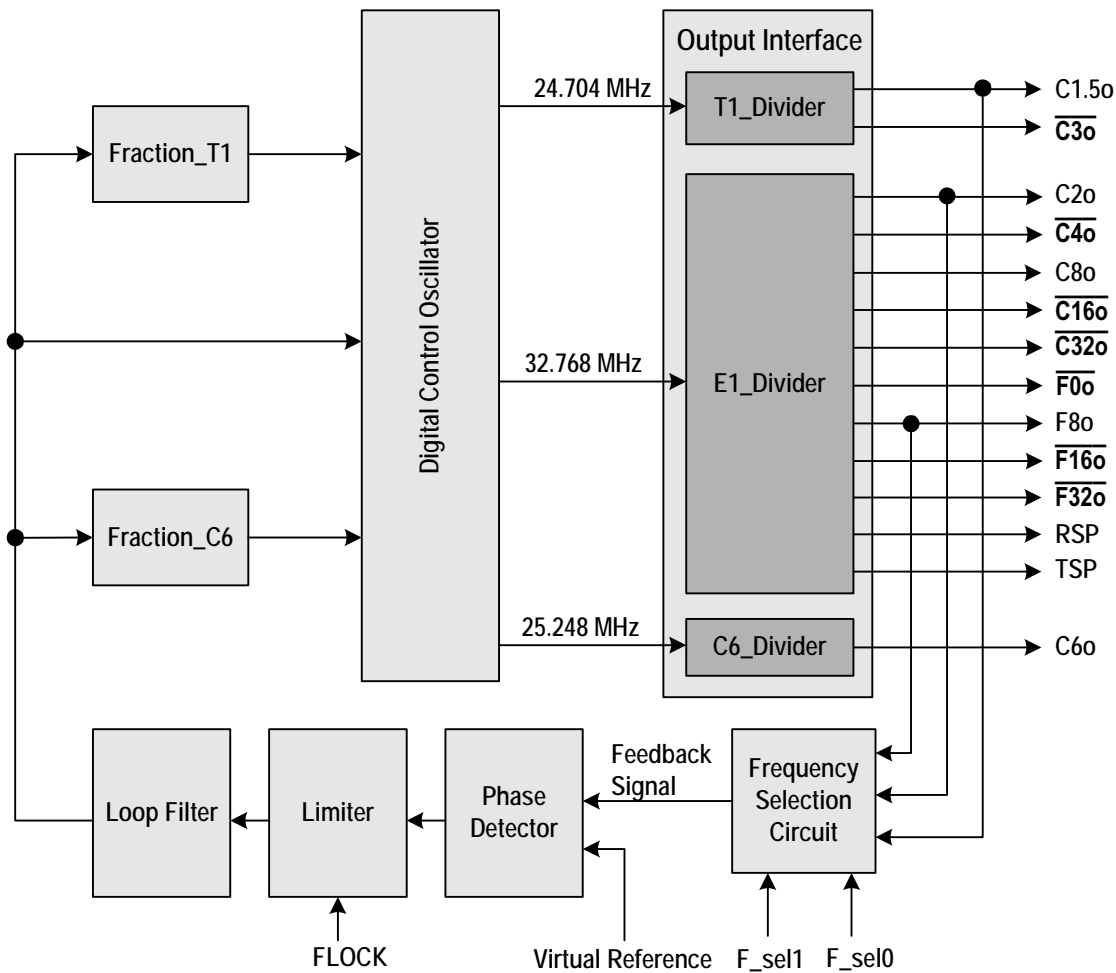 Output Interface
24.704 MHz
T1_Divider
C1.5o
C3o
Fraction_T1
C2o
C4o
C8o
C16o
C32o
Digital Control Oscillator
32.768 MHz
E1_Divider
F0o
F8o
F16o
F32o
Fraction_C6
RSP
TSP
25.248 MHz
C6_Divider
C6o
Loop Filter
Limiter
Phase
Detector
Feedback
Signal
Frequency
Selection
Circuit
FLOCK
Virtual Reference
F_sel1
F_sel0